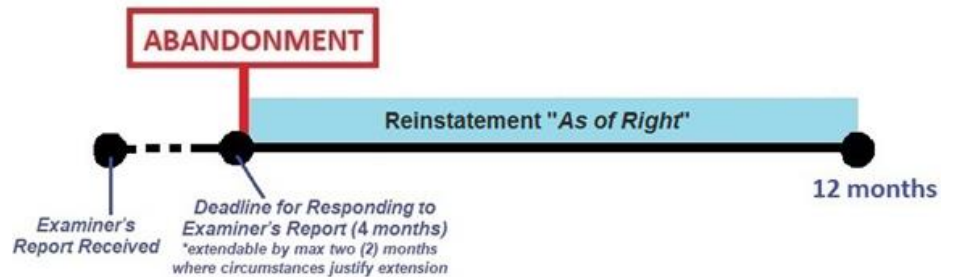 ABANDONMENT
Reinstatement "As of Right"
12 months
Examiner's
Report Received
Deadline for Responding to
Examiner's Report (4 months)
*extendable by max two (2) months
where circumstances justify extension